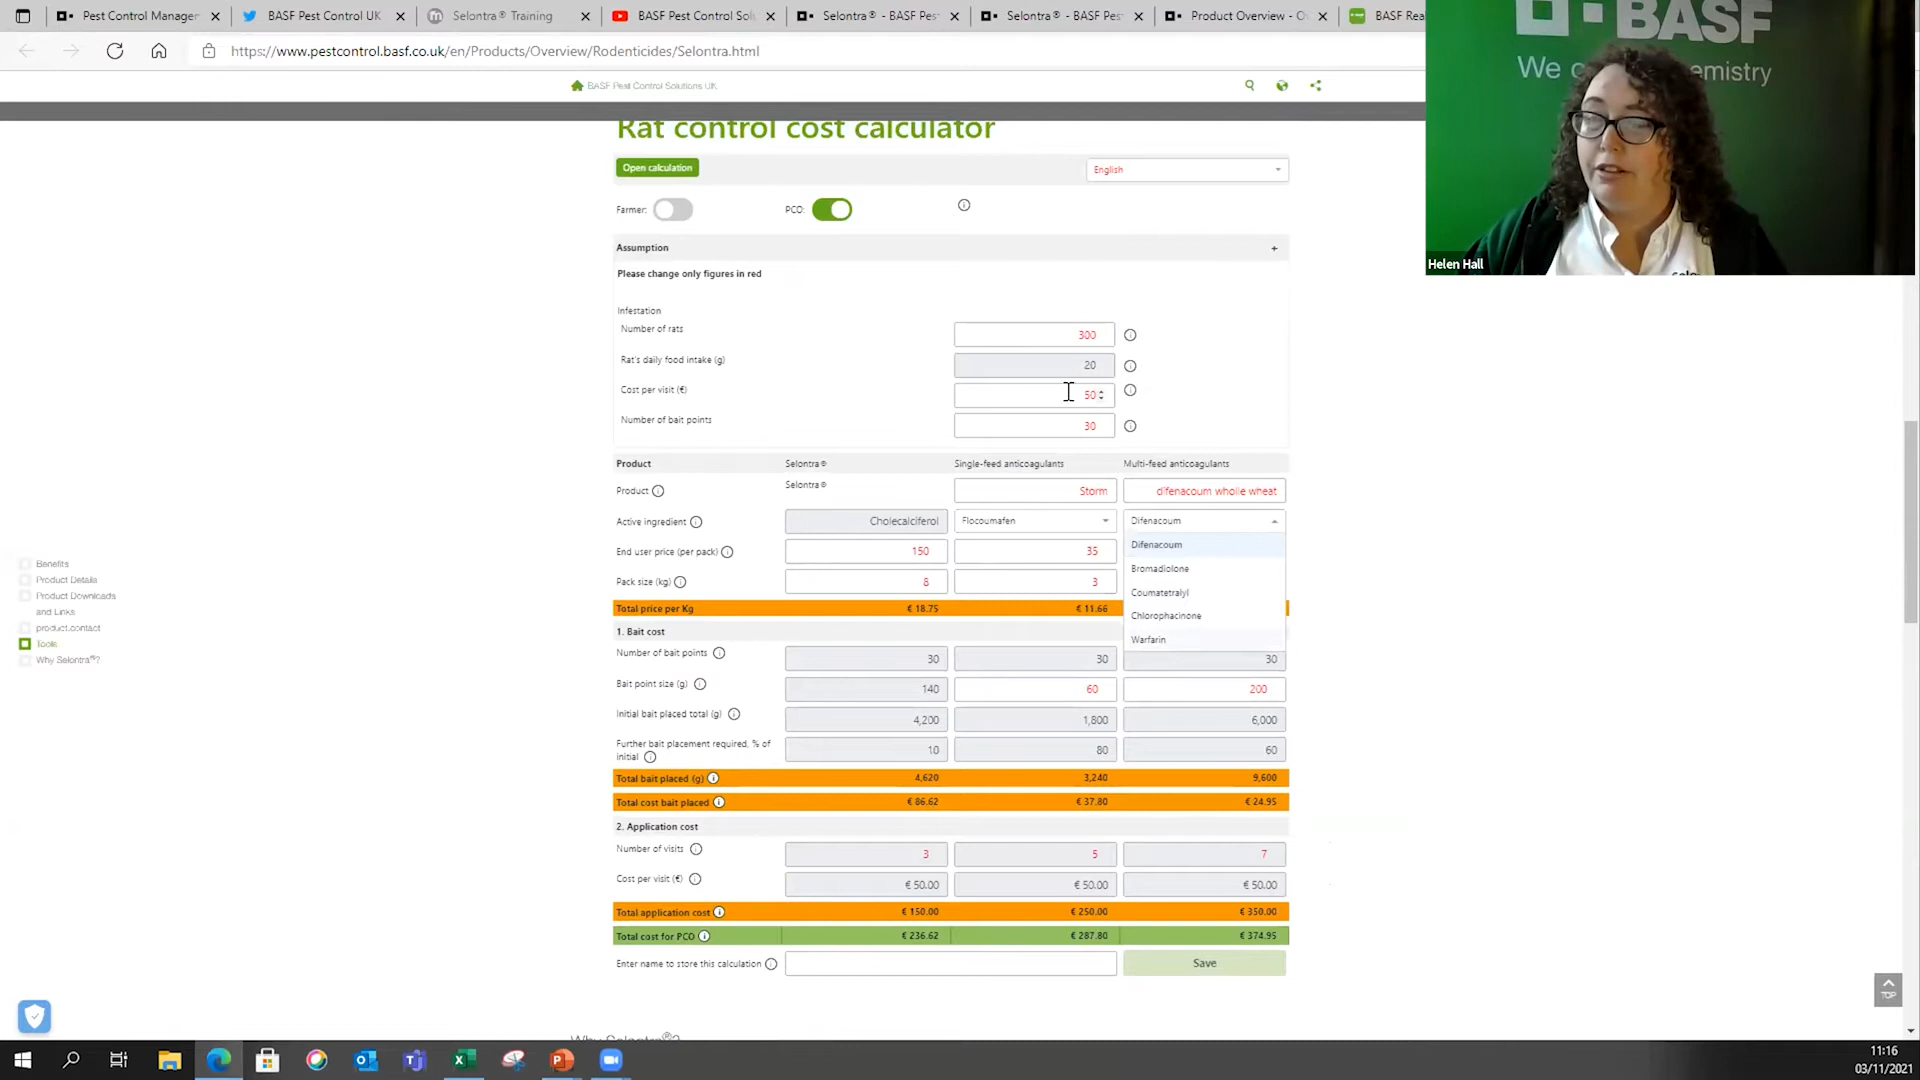 Pest Control Manager
BASF Pest Control UK
Selontra® Training
BASF Pest Control Solu
Selontra® - BASF Pest
Selontra® - BASF Pest
Product Overview - O
BASF Rea
https://www.pestcontrol.basf.co.uk/en/Products/Overview/Rodenticides/Selontra.html
BASF
We c emistry
Helen Hall
BASF Pest Control Solutions UK
Rat control cost calculator
Open calculation English
Farmer: PCO:
Assumption +
Please change only figures in red
Infestation
Number of rats 300
Rat's daily food intake (g) 20
Cost per visit (€) 50
Number of bait points 30
Product Selontra® Single-feed anticoagulants Multi-feed anticoagulants
Product Selontra® Storm difenacoum wholle wheat
Active ingredient Cholecalciferol Flocoumafen Difenacoum
Difenacoum
Bromadiolone
Coumatetralyl
Chlorophacinone
Warfarin
End user price (per pack) 150 35
Pack size (kg) 8 3
Total price per Kg € 18.75 € 11.66
1. Bait cost
Number of bait points 30 30 30
Bait point size (g) 140 60 200
Initial bait placed total (g) 4,200 1,800 6,000
Further bait placement required, % of
initial 10 80 60
Total bait placed (g) 4,620 3,240 9,600
Total cost bait placed € 86.62 € 37.80 € 24.95
2. Application cost
Number of visits 3 5 7
Cost per visit (€) € 50.00 € 50.00 € 50.00
Total application cost € 150.00 € 250.00 € 350.00
Total cost for PCO € 236.62 € 287.80 € 374.95
Enter name to store this calculation Save
Benefits
Product Details
Product Downloads
and Links
product.contact
Tools
Why Selontra®?
Why Selontra®?
TOP
11:16
03/11/2021